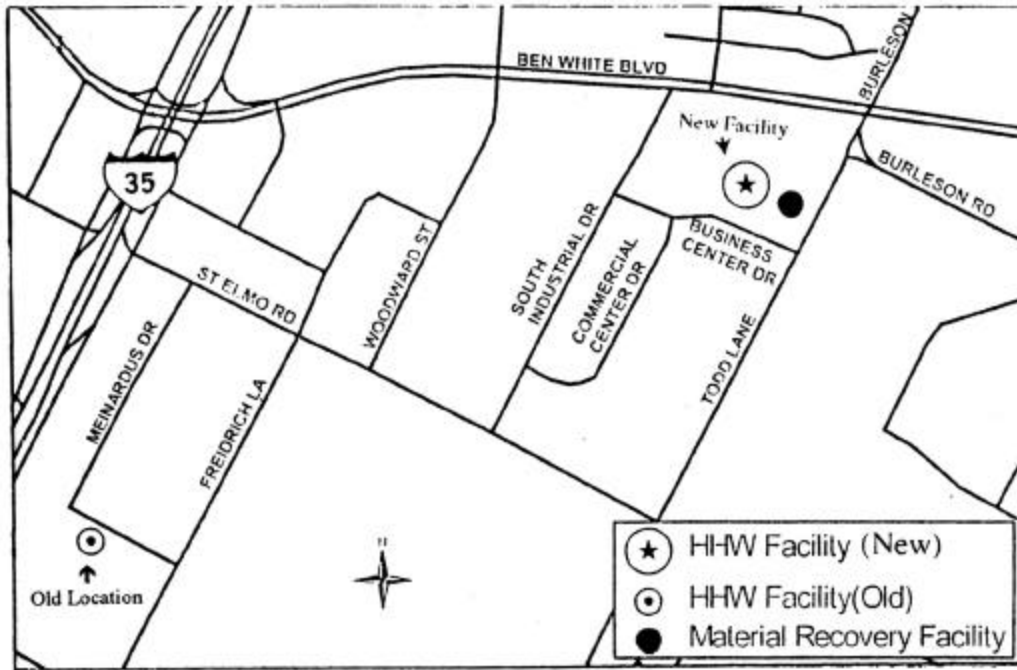 BEN WHITE BLVD
BURLESON
New Facility
BURLESON RD
35
BUSINESS
CENTER DR
SOUTH
INDUSTRIAL DR
COMMERCIAL
CENTER DR
WOODWARD ST
ST ELMO RD
MEINARDUS DR
FREIDRICH LA
TODD LANE
Old Location
N
HHW Facility (New)
HHW Facility(Old)
Material Recovery Facility